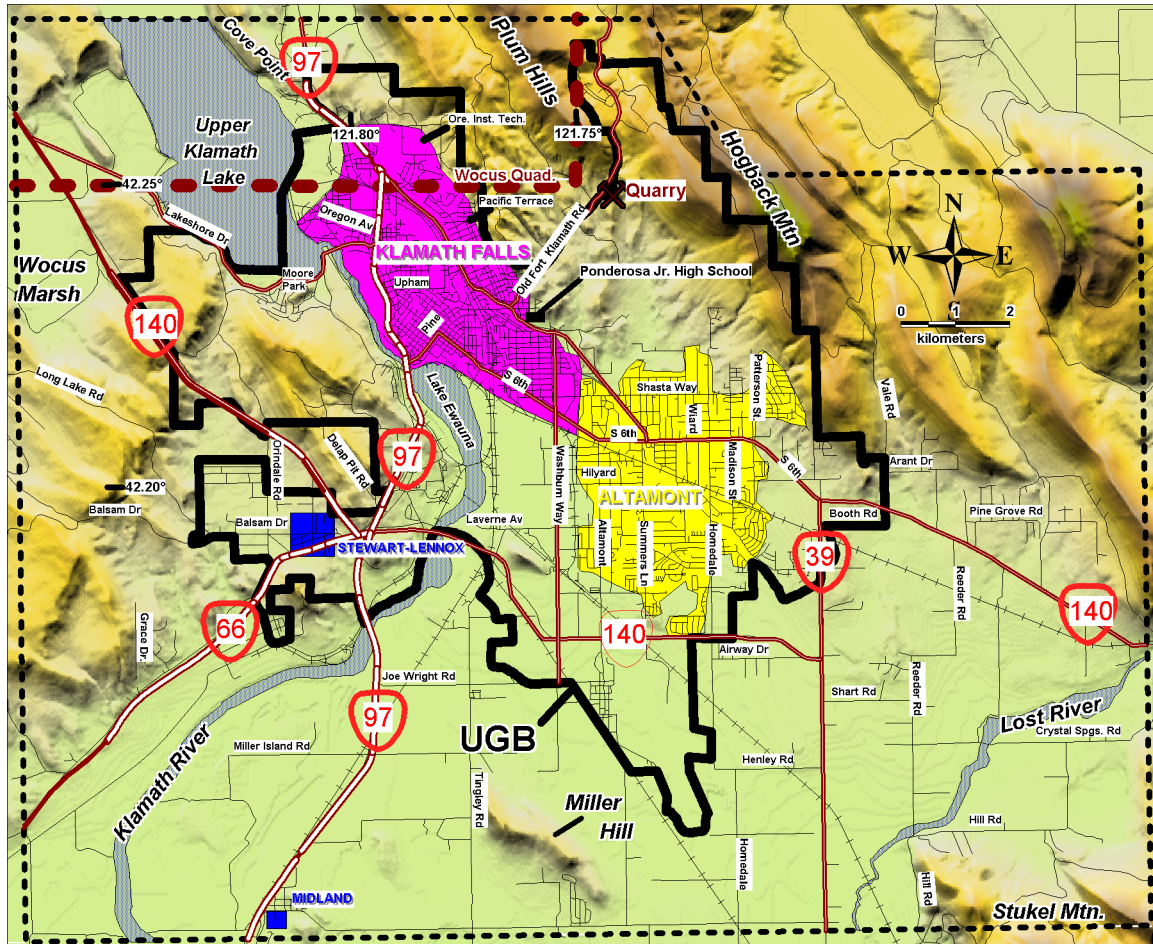 Cove Point
97
Plum Hills
Upper
Klamath
Lake
121.80°
Ore. Inst. Tech.
121.75°
Hogback Mtn
42.25°
Wocus Quad.
Quarry
Pacific Terrace
Lakeshore Dr
Oregon Av
Old Fort Klamath Rd
N
W
E
S
KLAMATH FALLS
Wocus
Marsh
Moore
Park
Upham
Ponderosa Jr. High School
0 1 2
kilometers
140
Pine
Long Lake Rd
Lake Ewauna
S 6th
Shasta Way
Patterson St.
Vale Rd
Wiard
Orindale Rd
Delap Pit Rd
97
S 6th
Washburn Way
Hilyard
Madison St
S 6th
Arant Dr
42.20°
Balsam Dr
ALTAMONT
Balsam Dr
Laverne Av
Booth Rd
Pine Grove Rd
STEWART-LENNOX
Altamont
Summers Ln
Homedale
39
Reeder Rd
Grace Dr.
66
140
140
Airway Dr
Joe Wright Rd
Shart Rd
Reeder Rd
97
Lost River
Crystal Spgs. Rd
UGB
Klamath River
Miller Island Rd
Henley Rd
Tingley Rd
Miller
Hill
Hill Rd
Homedale
Hill Rd
MIDLAND
Stukel Mtn.